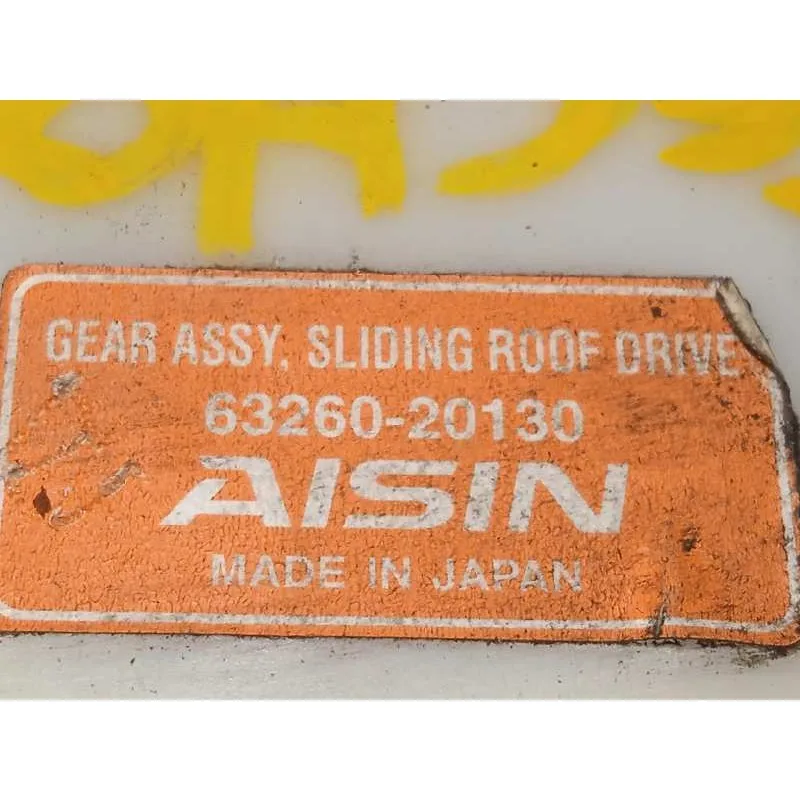 GEAR ASSY, SLIDING ROOF DRIVE
63260-20130
AISIN
MADE IN JAPAN